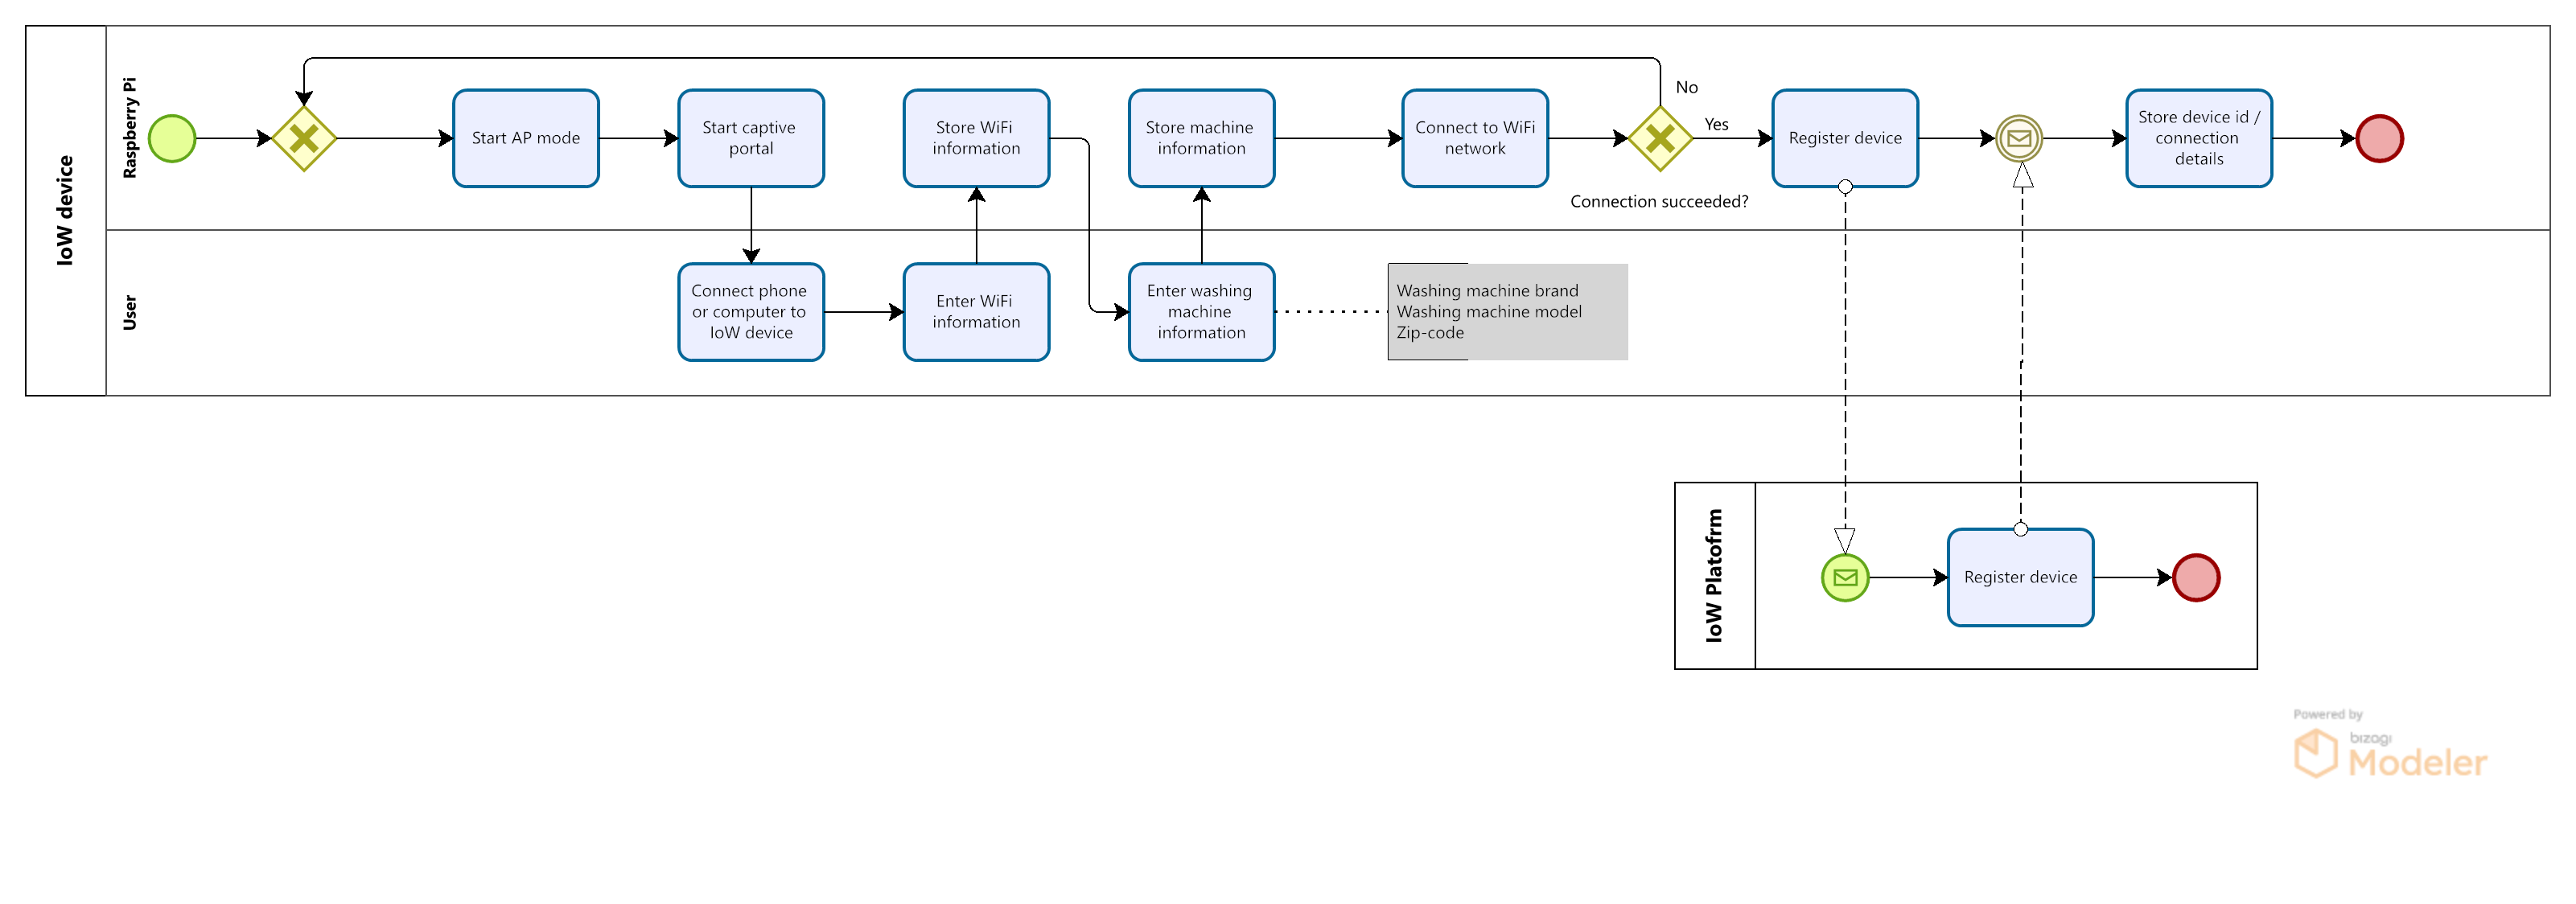 IoW device
Raspberry Pi
Start AP mode
Start captive
portal
Store WiFi
information
Store machine
information
Connect to WiFi
network
No
Yes
Connection succeeded?
Register device
Store device id /
connection
details
User
Connect phone
or computer to
IoW device
Enter WiFi
information
Enter washing
machine
information
Washing machine brand
Washing machine model
Zip-code
IoW Platofrm
Register device
Powered by
bizagi
Modeler